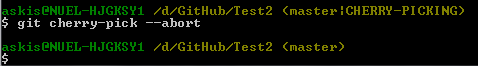 askis@NUEL-HJGKSY1 /d/GitHub/Test2 (master|CHERRY-PICKING)
$ git cherry-pick --abort
askis@NUEL-HJGKSY1 /d/GitHub/Test2 (master)
$